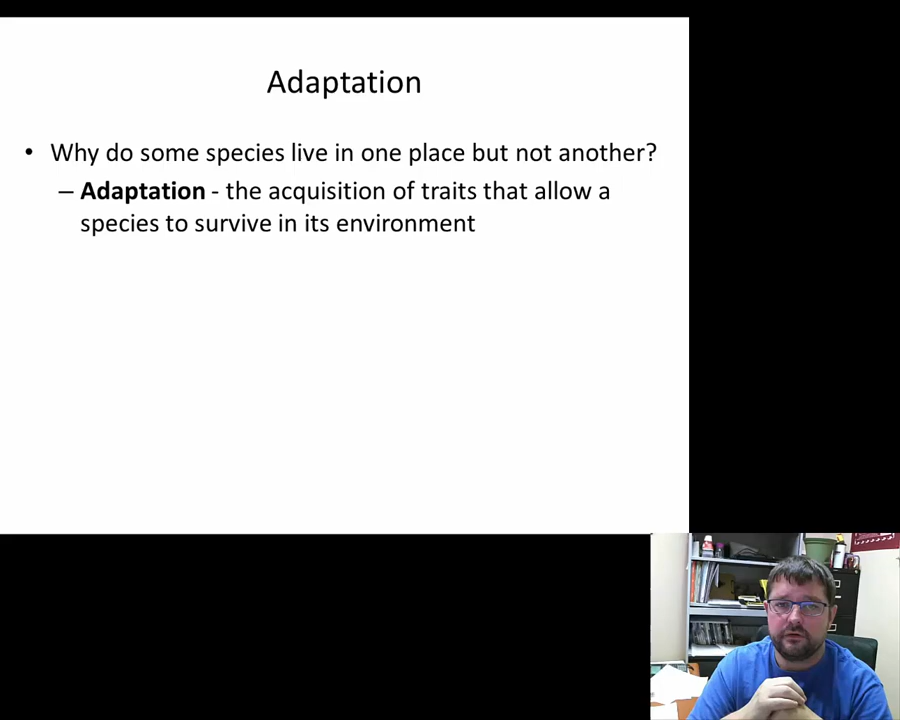 Adaptation
• Why do some species live in one place but not another?
– Adaptation - the acquisition of traits that allow a
species to survive in its environment